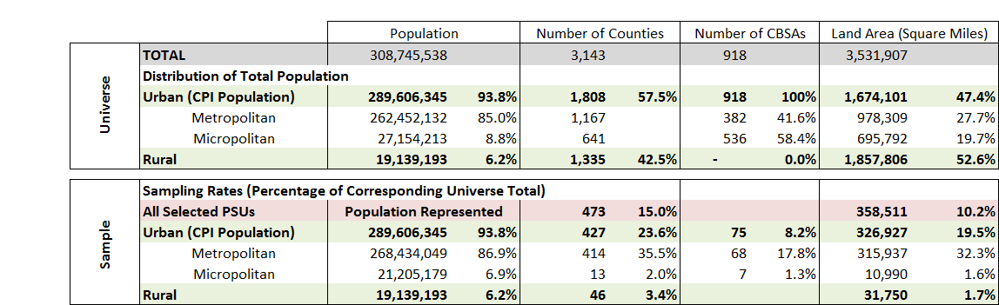 Population Number of Counties Number of CBSAs Land Area (Square Miles)
Universe
TOTAL 308,745,538 3,143 918 3,531,907
Distribution of Total Population
Urban (CPI Population) 289,606,345 93.8% 1,808 57.5% 918 100% 1,674,101 47.4%
Metropolitan 262,452,132 85.0% 1,167 382 41.6% 978,309 27.7%
Micropolitan 27,154,213 8.8% 641 536 58.4% 695,792 19.7%
Rural 19,139,193 6.2% 1,335 42.5% - 0.0% 1,857,806 52.6%
Sample
Sampling Rates (Percentage of Corresponding Universe Total)
All Selected PSUs Population Represented 473 15.0% 358,511 10.2%
Urban (CPI Population) 289,606,345 93.8% 427 23.6% 75 8.2% 326,927 19.5%
Metropolitan 268,434,049 86.9% 414 35.5% 68 17.8% 315,937 32.3%
Micropolitan 21,205,179 6.9% 13 2.0% 7 1.3% 10,990 1.6%
Rural 19,139,193 6.2% 46 3.4% 31,750 1.7%